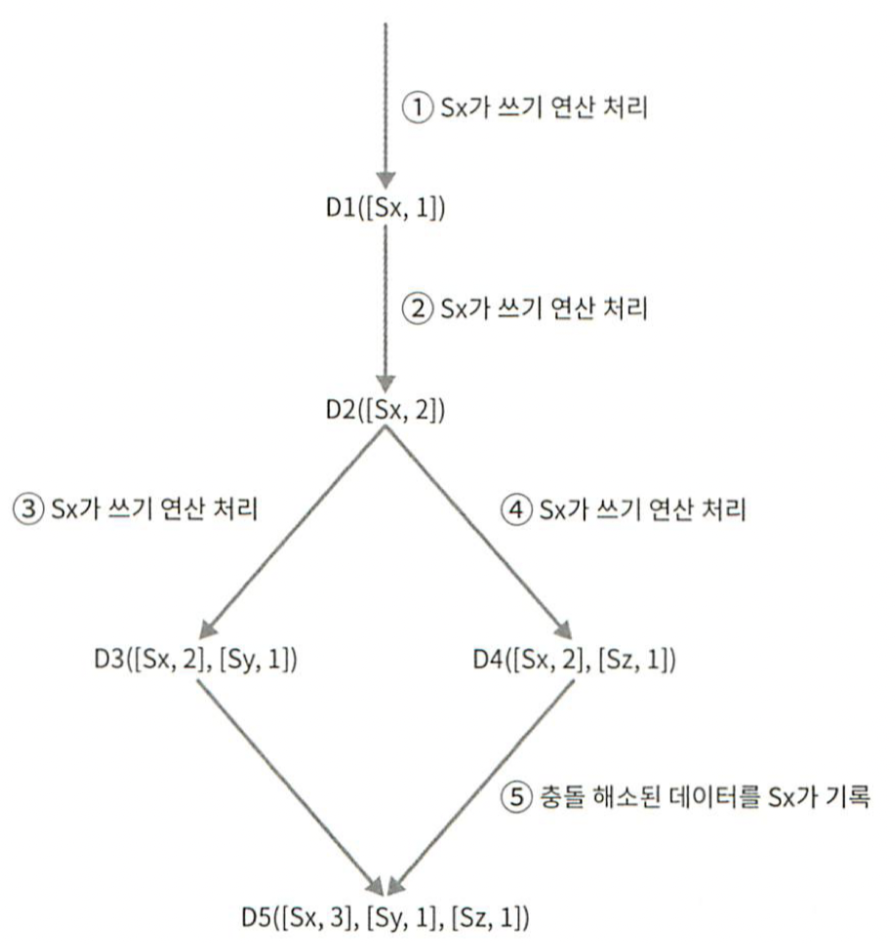 ① Sx가 쓰기 연산 처리
D1([Sx, 1])
② Sx가 쓰기 연산 처리
D2([Sx, 2])
③ Sx가 쓰기 연산 처리
④ Sx가 쓰기 연산 처리
D3([Sx, 2], [Sy, 1])
D4([Sx, 2], [Sz, 1])
⑤ 충돌 해소된 데이터를 Sx가 기록
D5([Sx, 3], [Sy, 1], [Sz, 1])